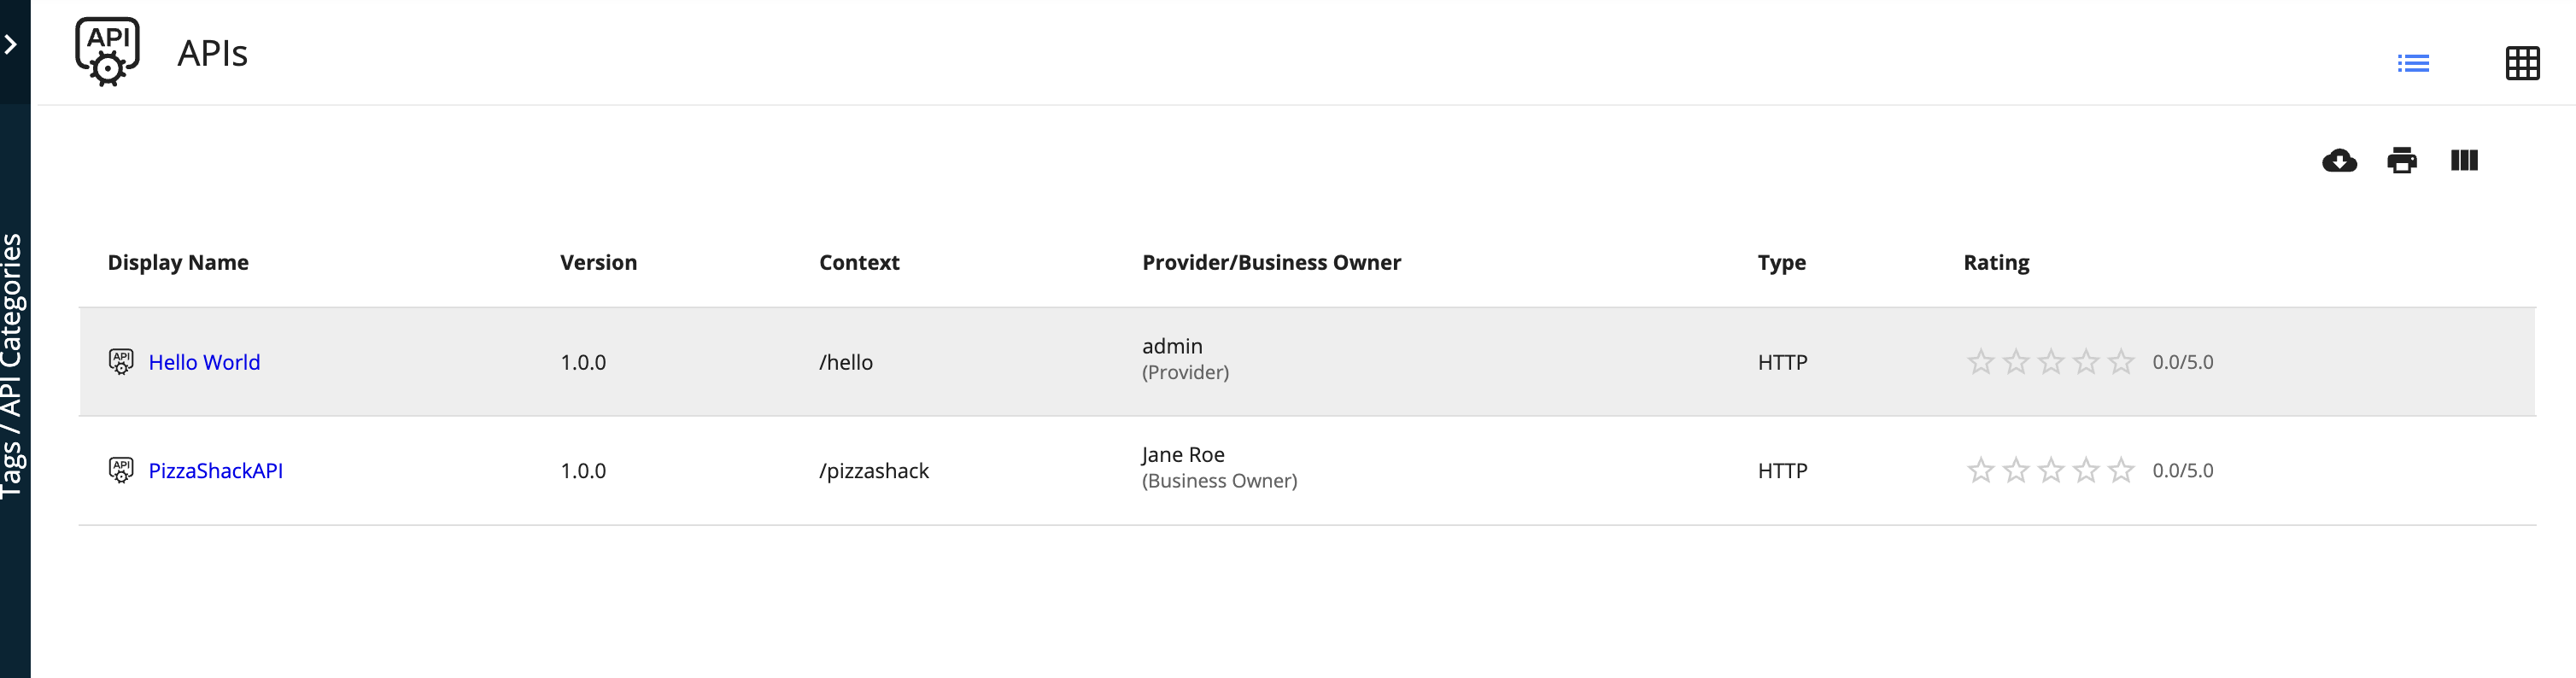 API
APIs
Tags / API Categories
Display Name Version Context Provider/Business Owner Type Rating
API Hello World 1.0.0 /hello admin (Provider) HTTP 0.0/5.0
API PizzaShackAPI 1.0.0 /pizzashack Jane Roe (Business Owner) HTTP 0.0/5.0